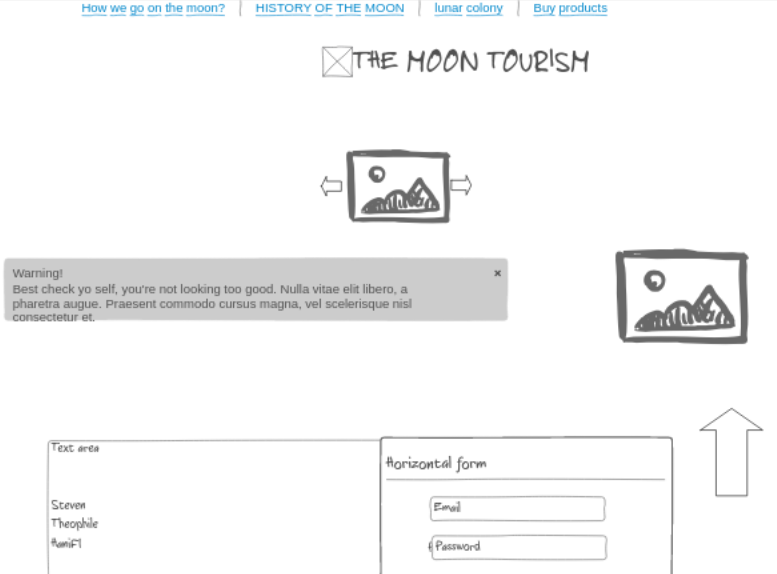 How we go on the moon? HISTORY OF THE MOON lunar colony Buy products
THE MOON TOURISM
Warning! ×
Best check yo self, you're not looking too good. Nulla vitae elit libero, a
pharetra augue. Praesent commodo cursus magna, vel scelerisque nisl
consectetur et.
Text area
Horizontal form
Steven
Email
Theophile
Password